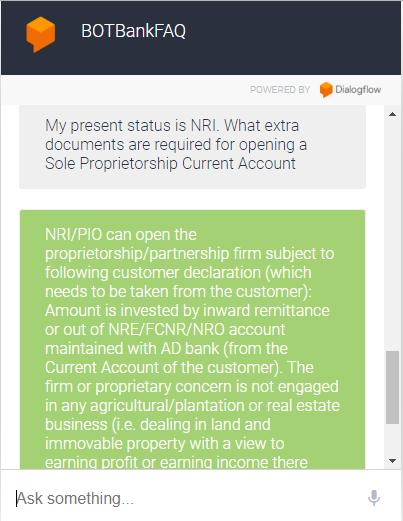 BOTBankFAQ
POWERED BY Dialogflow
My present status is NRI. What extra
documents are required for opening a
Sole Proprietorship Current Account
NRI/PIO can open the
proprietorship/partnership firm subject to
following customer declaration (which
needs to be taken from the customer):
Amount is invested by inward remittance
or out of NRE/FCNR/NRO account
maintained with AD bank (from the
Current Account of the customer). The
firm or proprietary concern is not engaged
in any agricultural/plantation or real estate
business (i.e. dealing in land and
immovable property with a view to
earning profit or earning income there
Ask something...